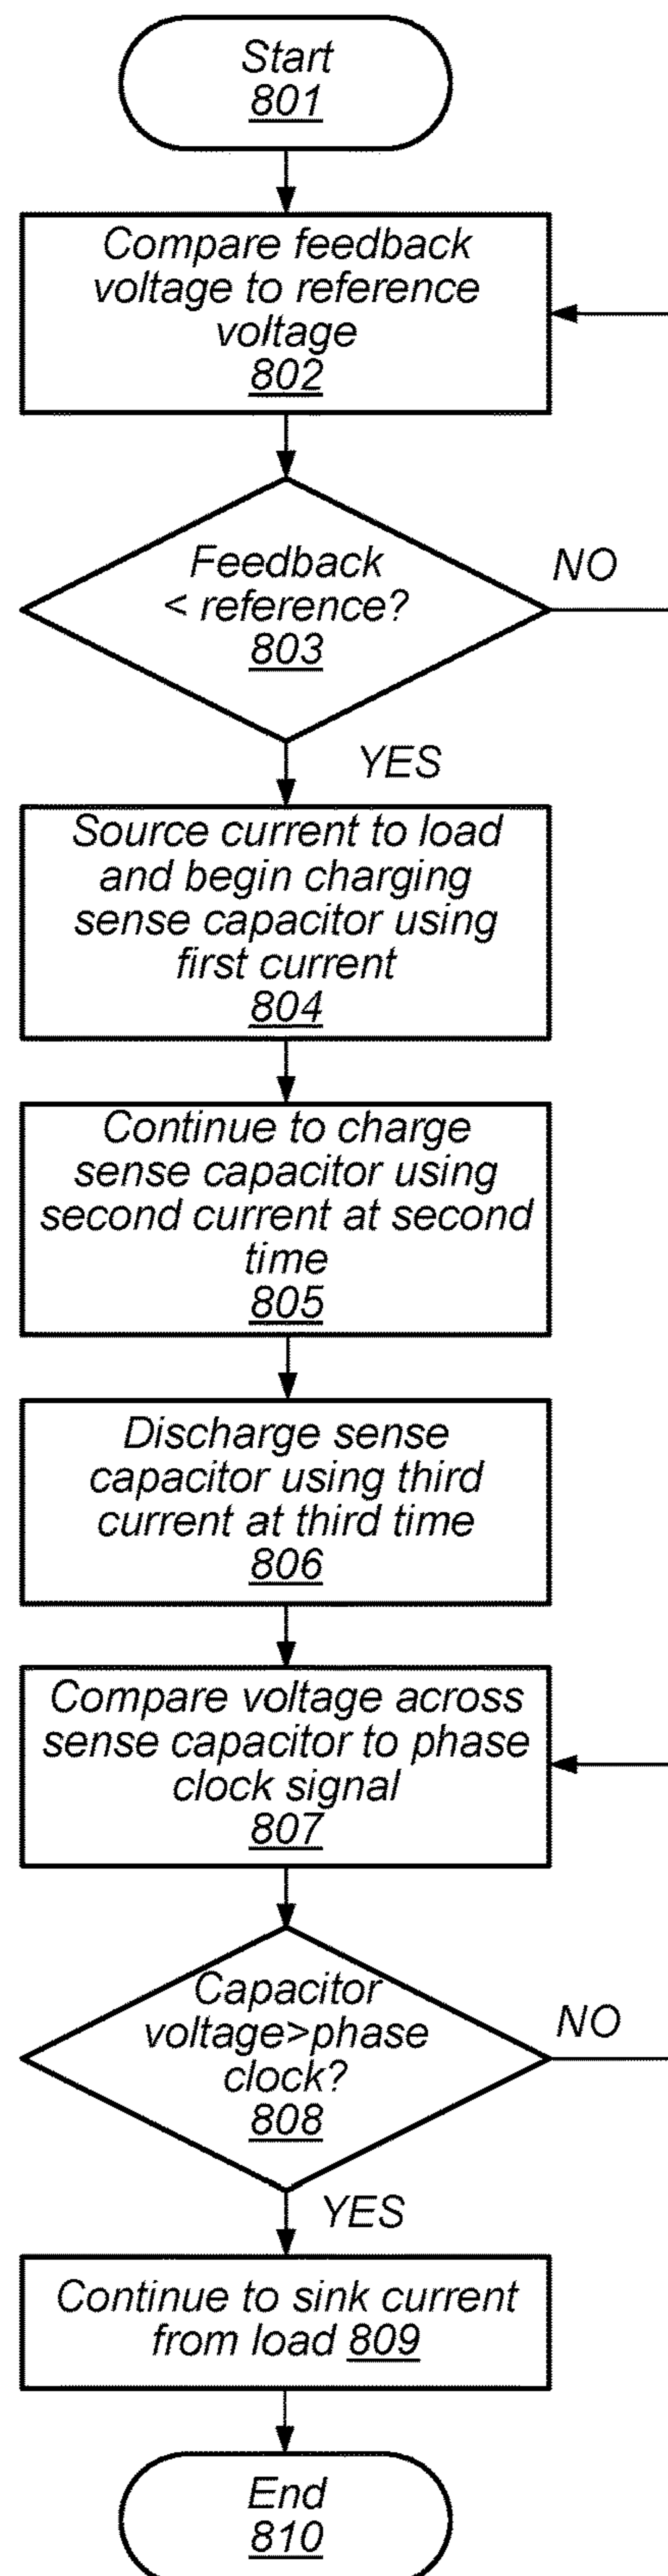 Start
801
Compare feedback
voltage to reference
voltage
802
Feedback
< reference?
803
NO
YES
Source current to load
and begin charging
sense capacitor using
first current
804
Continue to charge
sense capacitor using
second current at second
time
805
Discharge sense
capacitor using third
current at third time
806
Compare voltage across
sense capacitor to phase
clock signal
807
Capacitor
voltage>phase
clock?
808
NO
YES
Continue to sink current
from load 809
End
810